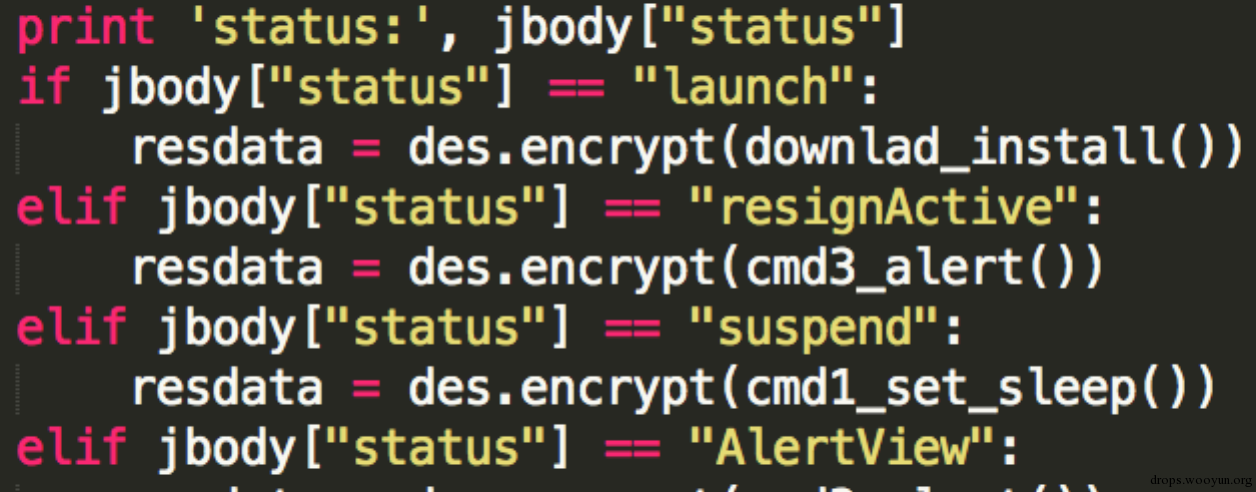 print 'status:', jbody["status"]
if jbody["status"] == "launch":
    resdata = des.encrypt(downlad_install())
elif jbody["status"] == "resignActive":
    resdata = des.encrypt(cmd3_alert())
elif jbody["status"] == "suspend":
    resdata = des.encrypt(cmd1_set_sleep())
elif jbody["status"] == "AlertView":
drops.wooyun.org